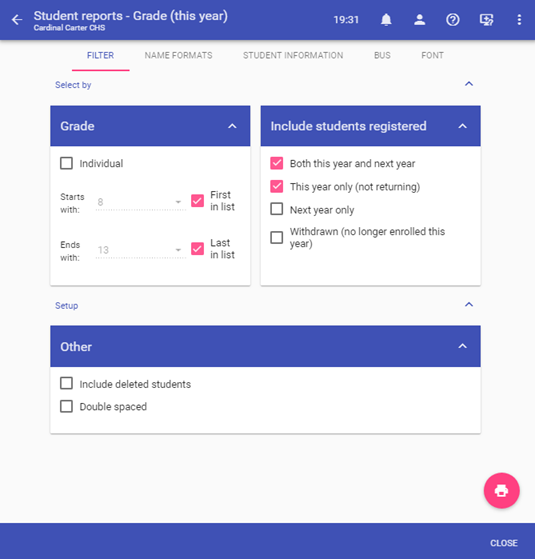 Student reports - Grade (this year)
Cardinal Carter CHS
19:31
FILTER NAME FORMATS STUDENT INFORMATION BUS FONT
Select by
Grade
Individual
Starts with:
8
First in list
Ends with:
13
Last in list
Include students registered
Both this year and next year
This year only (not returning)
Next year only
Withdrawn (no longer enrolled this
year)
Setup
Other
Include deleted students
Double spaced
CLOSE